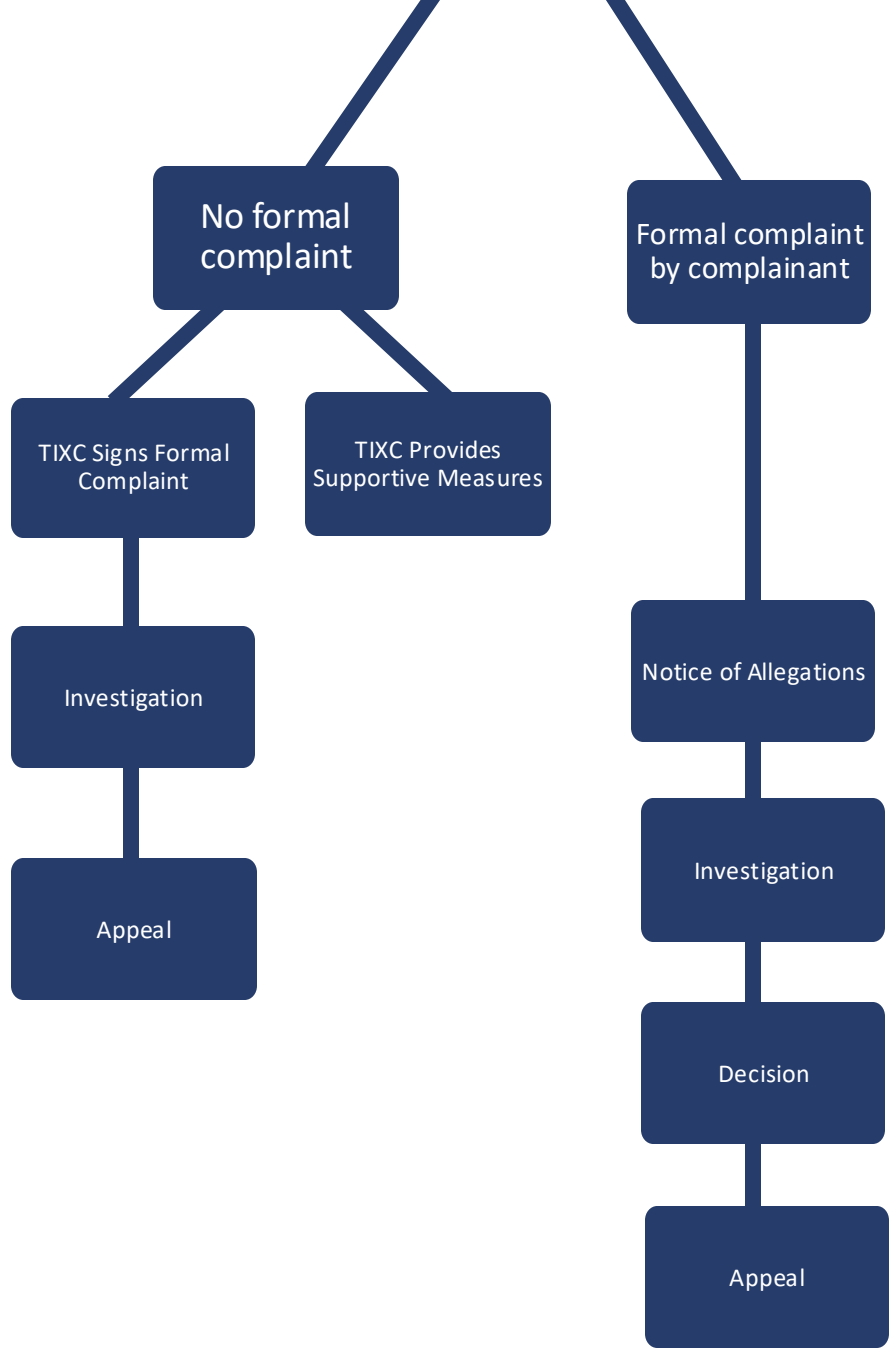 No formal
complaint
Formal complaint
by complainant
TIXC Signs Formal
Complaint
TIXC Provides
Supportive Measures
Investigation
Notice of Allegations
Appeal
Investigation
Decision
Appeal